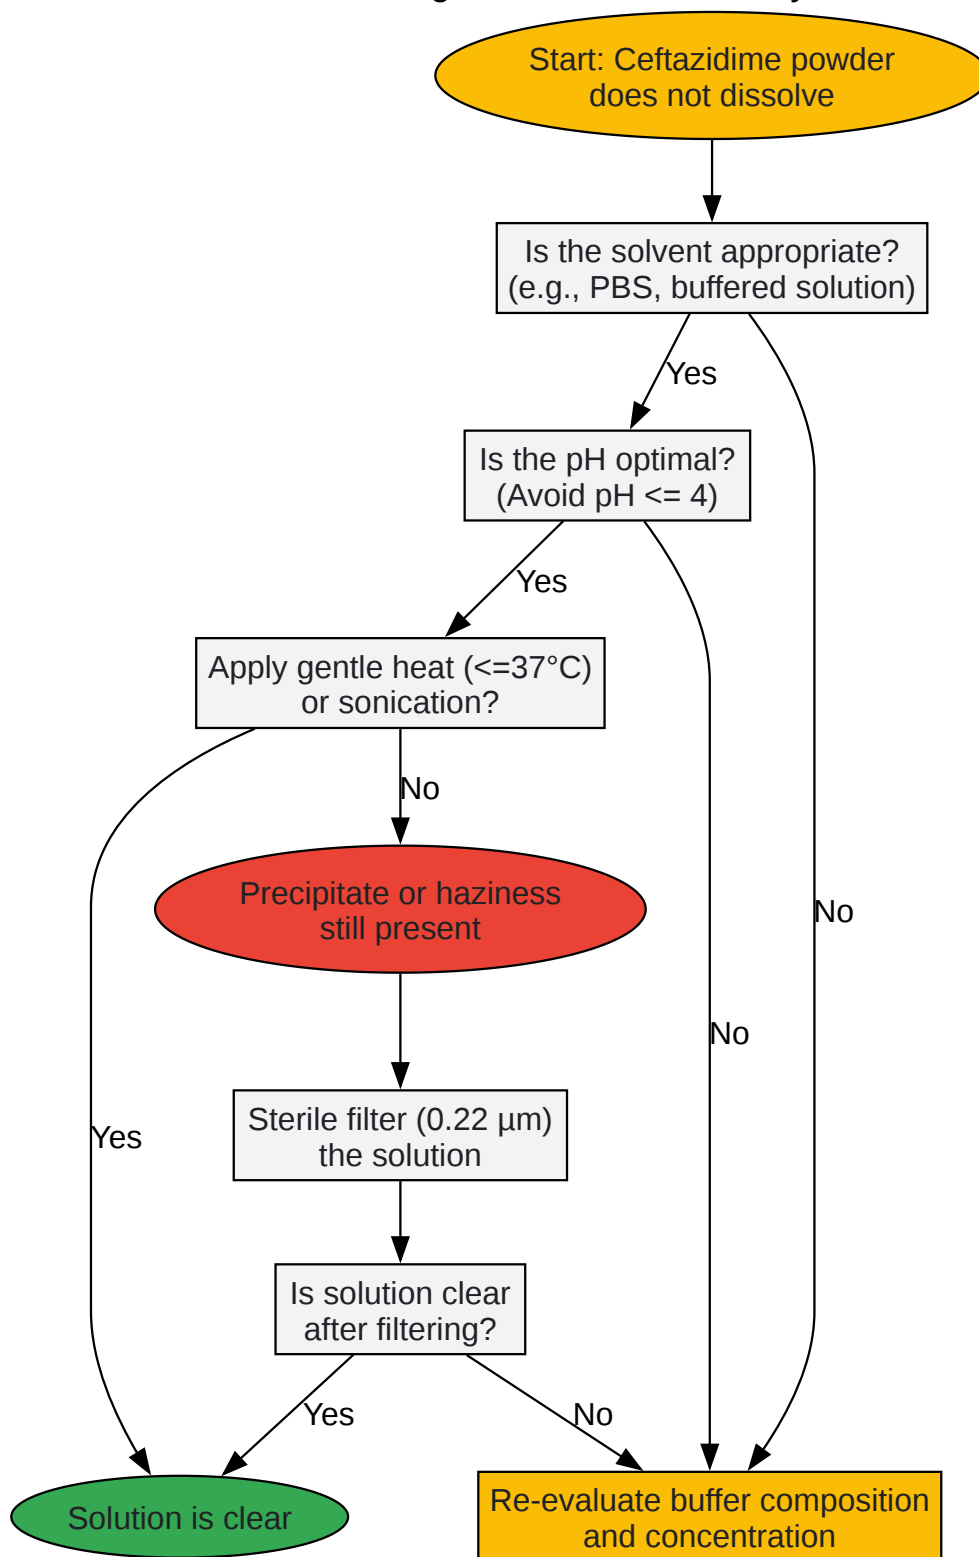 Start: Ceftazidime powder
does not dissolve
Is the solvent appropriate?
(e.g., PBS, buffered solution)
Yes
Is the pH optimal?
(Avoid pH <= 4)
Yes
Apply gentle heat (<=37°C)
or sonication?
No
Precipitate or haziness
still present
No
No
Sterile filter (0.22 µm)
the solution
Yes
Is solution clear
after filtering?
Yes
No
Solution is clear
Re-evaluate buffer composition
and concentration